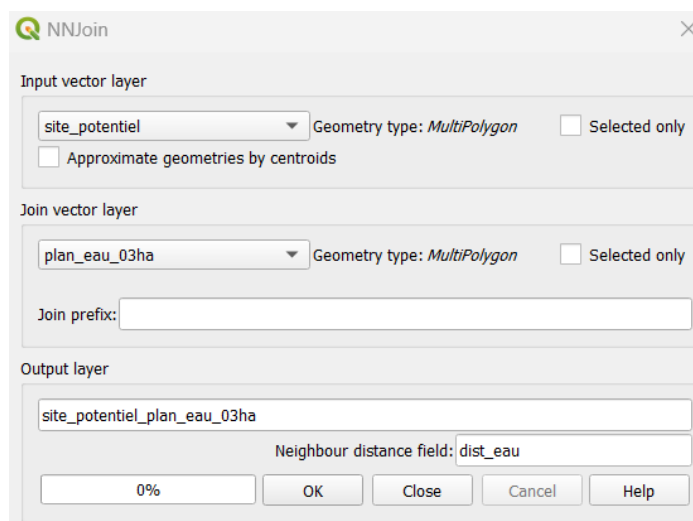 NNJoin
Input vector layer
site_potentiel Geometry type: MultiPolygon Selected only
Approximate geometries by centroids
Join vector layer
plan_eau_03ha Geometry type: MultiPolygon Selected only
Join prefix:
Output layer
site_potentiel_plan_eau_03ha
Neighbour distance field: dist_eau
0% OK Close Cancel Help